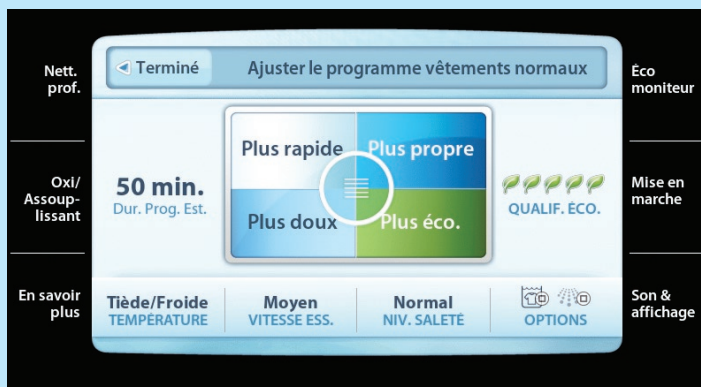 Nett.
prof.
Oxi/
Assoup-
lissant
En savoir
plus
Terminé
Ajuster le programme vêtements normaux
50 min.
Dur. Prog. Est.
Plus rapide
Plus propre
Plus doux
Plus éco.
QUALIF. ÉCO.
Tiède/Froide
TEMPÉRATURE
Moyen
VITESSE ESS.
Normal
NIV. SALETÉ
OPTIONS
Éco
moniteur
Mise en
marche
Son &
affichage